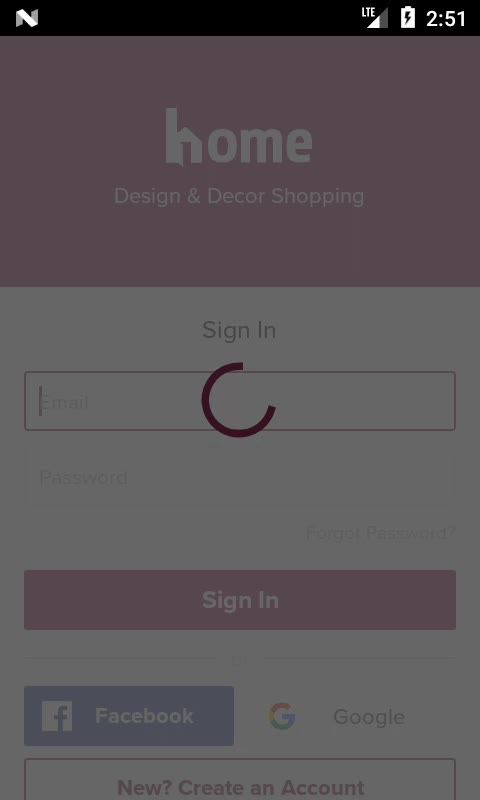 LTE 2:51
home
Design & Decor Shopping
Sign In
Email
Password
Forgot Password?
Sign In
or
Facebook
Google
New? Create an Account